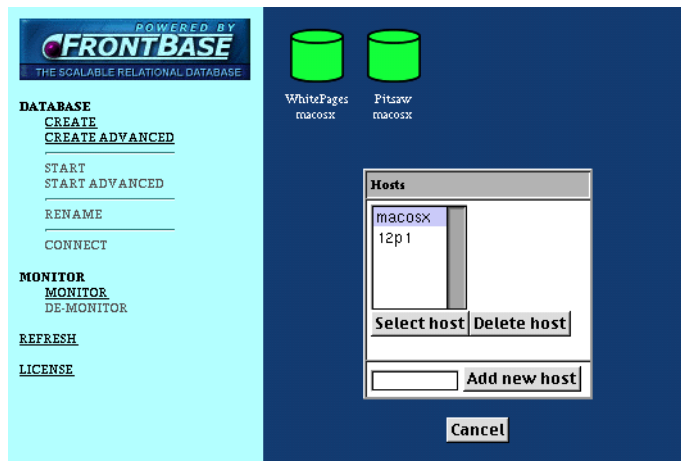 POWERED BY
FRONTBASE
THE SCALABLE RELATIONAL DATABASE
DATABASE
CREATE
CREATE ADVANCED
START
START ADVANCED
RENAME
CONNECT
MONITOR
MONITOR
DE-MONITOR
REFRESH
LICENSE
WhitePages
macosx
Pitsaw
macosx
Hosts
macosx
12p1
Select host Delete host
Add new host
Cancel